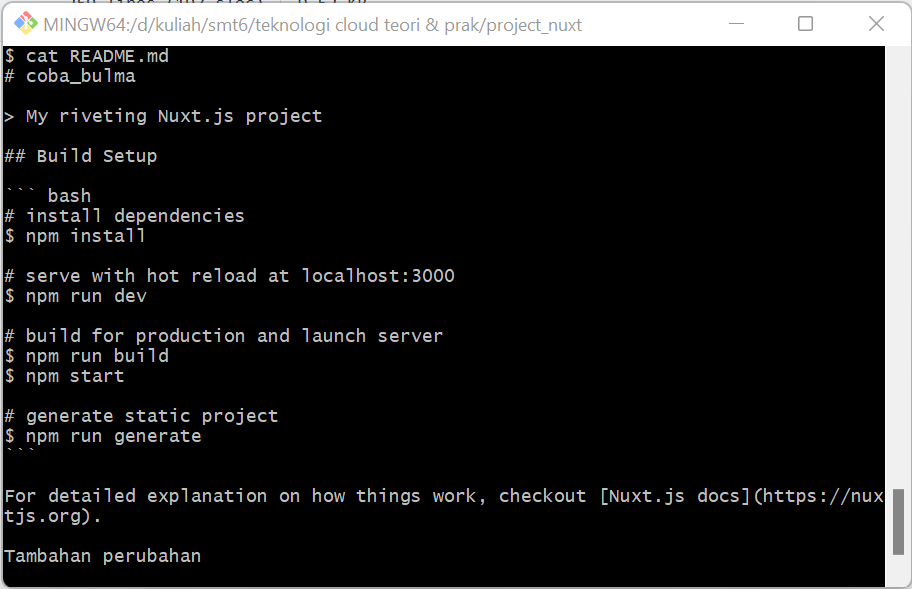 MINGW64:/d/kuliah/smt6/teknologi cloud teori & prak/project_nuxt
$ cat README.md
# coba_bulma
> My riveting Nuxt.js project
## Build Setup
``` bash
# install dependencies
$ npm install
# serve with hot reload at localhost:3000
$ npm run dev
# build for production and launch server
$ npm run build
$ npm start
# generate static project
$ npm run generate
```
For detailed explanation on how things work, checkout [Nuxt.js docs](https://nux
tjs.org).
Tambahan perubahan